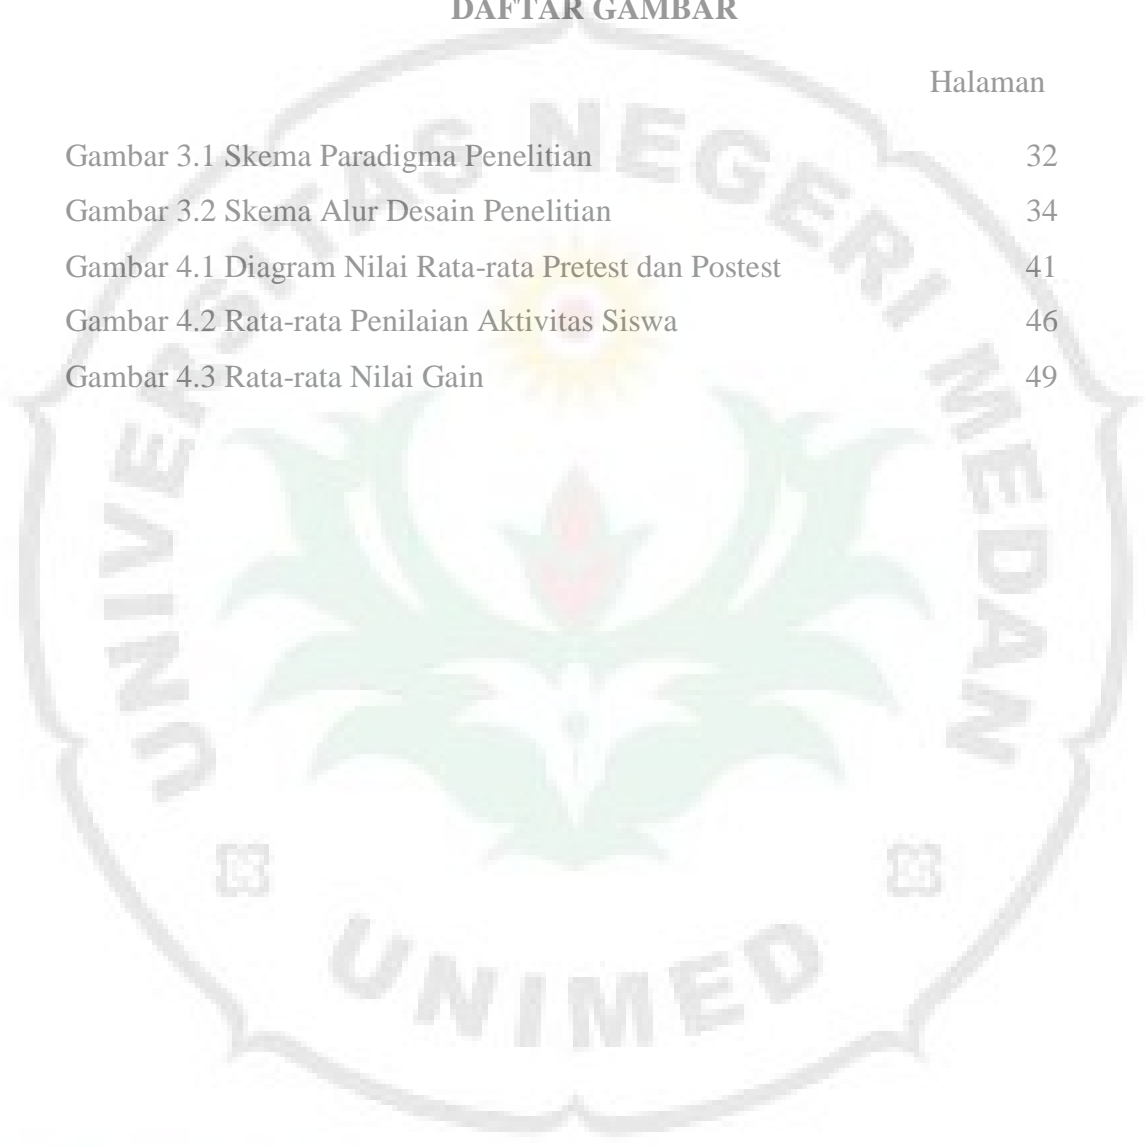 DAFTAR GAMBAR
Halaman
Gambar 3.1 Skema Paradigma Penelitian 32
Gambar 3.2 Skema Alur Desain Penelitian 34
Gambar 4.1 Diagram Nilai Rata-rata Pretest dan Postest 41
Gambar 4.2 Rata-rata Penilaian Aktivitas Siswa 46
Gambar 4.3 Rata-rata Nilai Gain 49
UNIVERSITAS NEGERI MEDAN
UNIMED